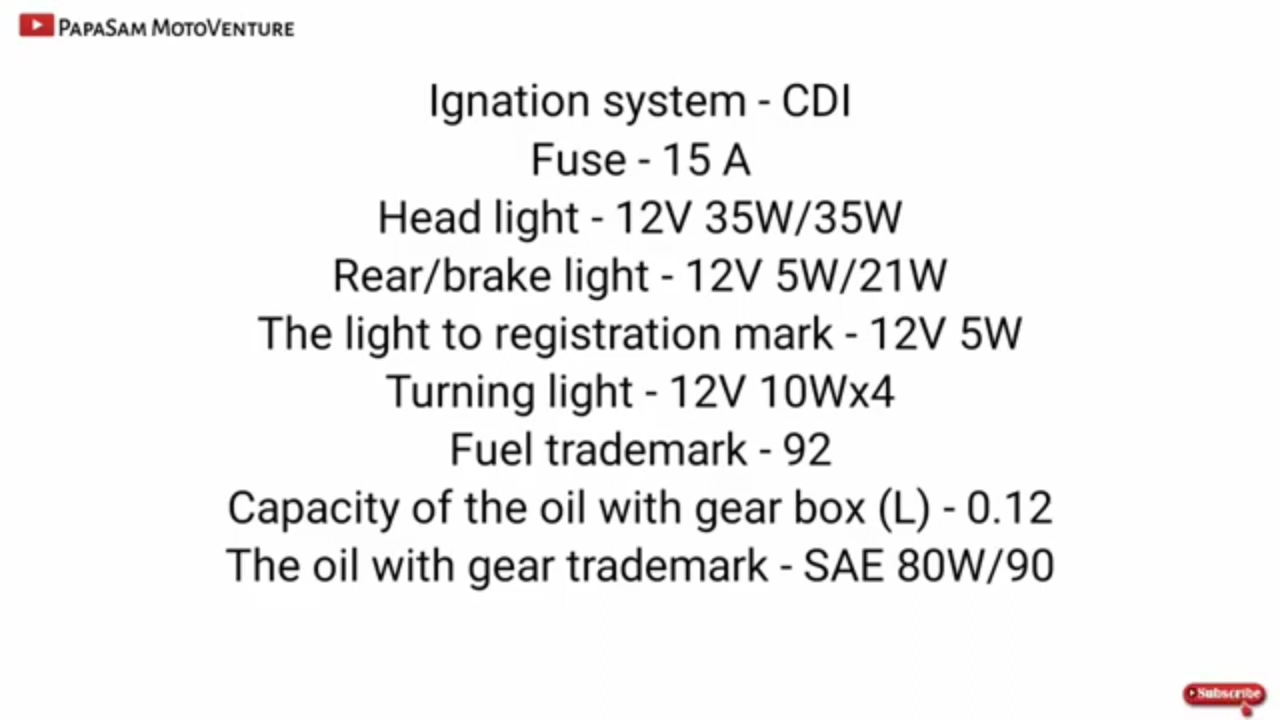 PapaSam MotoVenture
Ignation system - CDI
Fuse - 15 A
Head light - 12V 35W/35W
Rear/brake light - 12V 5W/21W
The light to registration mark - 12V 5W
Turning light - 12V 10Wx4
Fuel trademark - 92
Capacity of the oil with gear box (L) - 0.12
The oil with gear trademark - SAE 80W/90
Subscribe